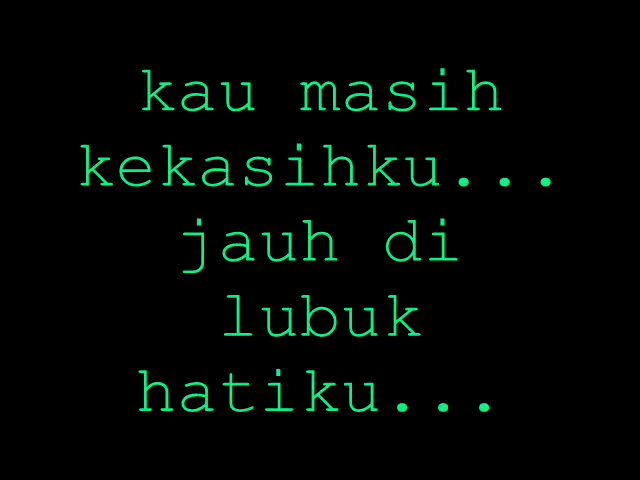 kau masih
kekasihku...
jauh di
lubuk
hatiku...